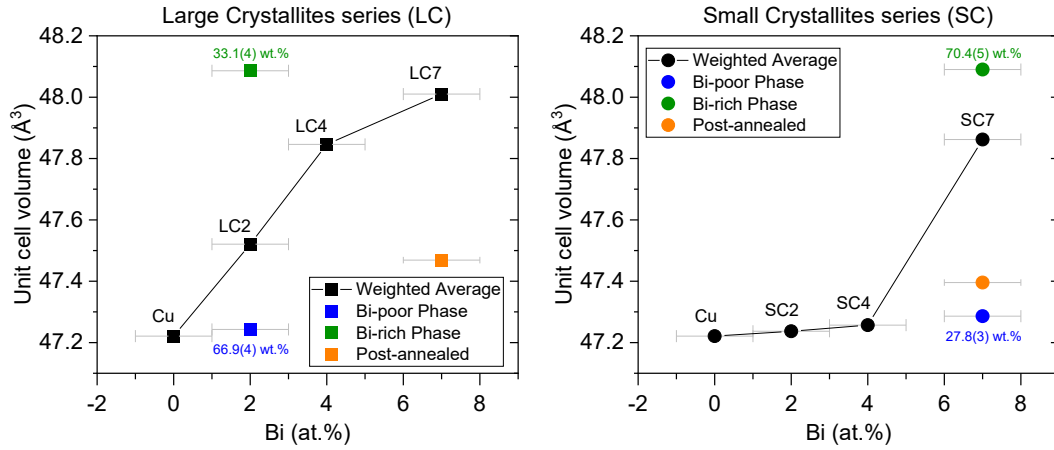 Large Crystallites series (LC)
Unit cell volume (Å³)
48.2
48.0
47.8
47.6
47.4
47.2
33.1(4) wt.%
LC7
LC4
LC2
Cu
66.9(4) wt.%
Weighted Average
Bi-poor Phase
Bi-rich Phase
Post-annealed
-2
0
2
4
6
8
Bi (at.%)
Small Crystallites series (SC)
Unit cell volume (Å³)
48.2
48.0
47.8
47.6
47.4
47.2
Weighted Average
Bi-poor Phase
Bi-rich Phase
Post-annealed
70.4(5) wt.%
SC7
Cu
SC2
SC4
27.8(3) wt.%
-2
0
2
4
6
8
Bi (at.%)